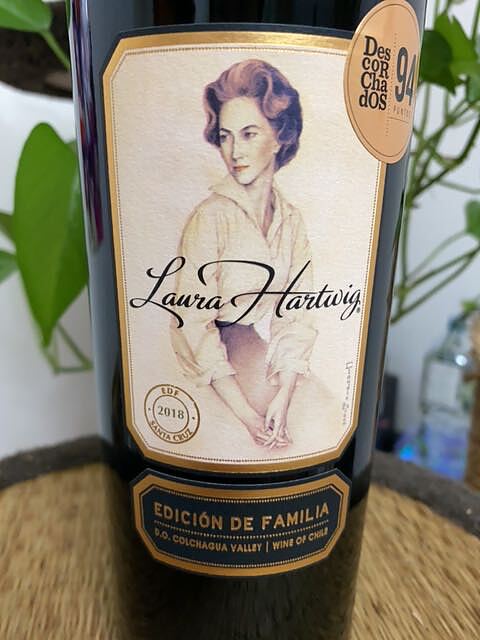 Des
coR
cha
dOS
94
PUNTOS
Laura Hartwig®
EDF
2018
SANTA CRUZ
EDICIÓN DE FAMILIA
D.O. COLCHAGUA VALLEY | WINE OF CHILE